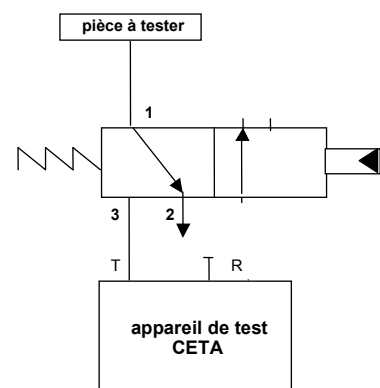 pièce à tester
1
3 2
T R
appareil de test
CETA